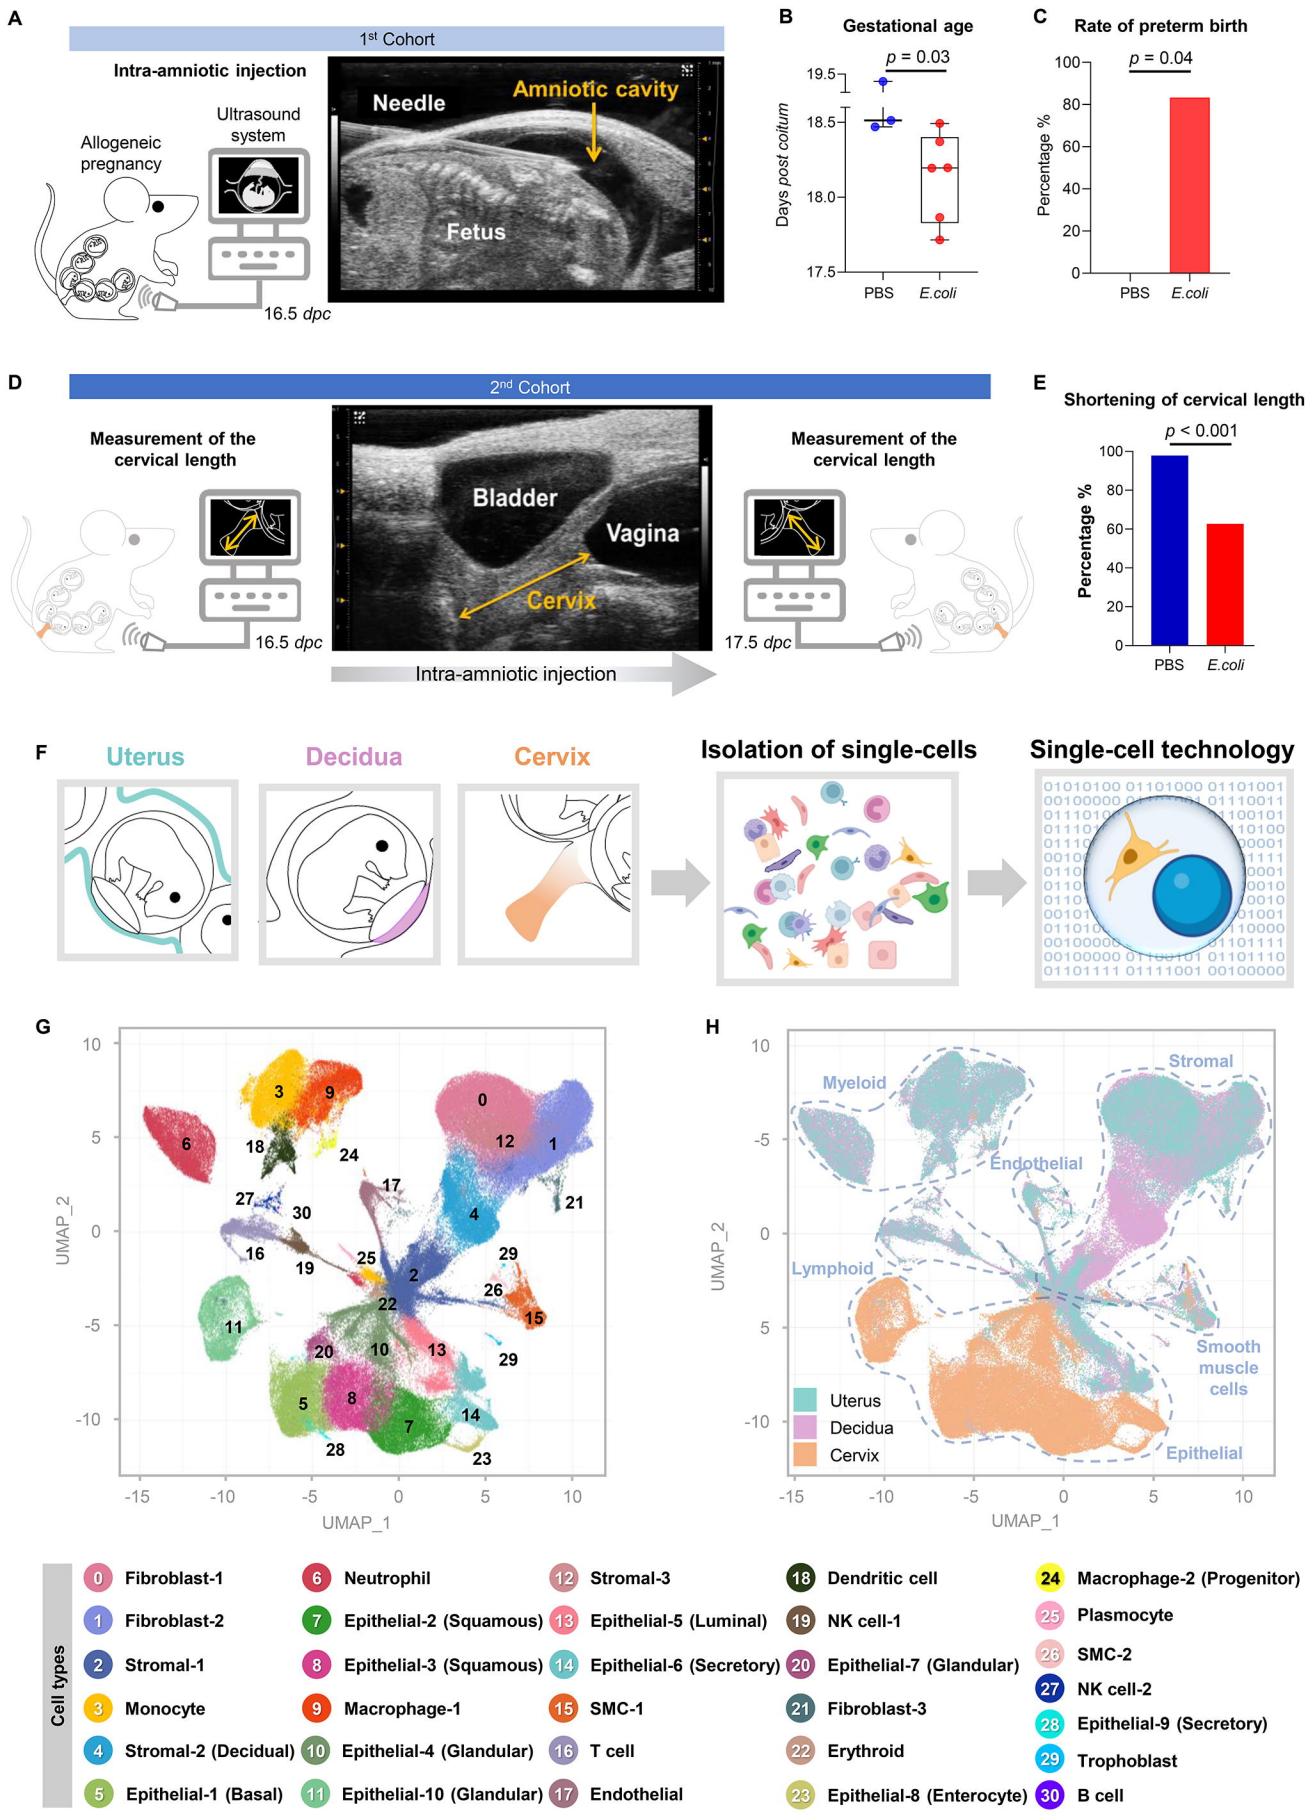 A
1st Cohort
Intra-amniotic injection
Allogeneic
pregnancy
Ultrasound
system
16.5 dpc
Needle
Amniotic cavity
Fetus
B
Gestational age
p = 0.03
Days post coitum
19.5
18.5
18.0
17.5
PBS
E.coli
C
Rate of preterm birth
p = 0.04
Percentage %
100
80
60
40
20
0
PBS
E.coli
D
2nd Cohort
Measurement of the
cervical length
16.5 dpc
Bladder
Vagina
Cervix
Intra-amniotic injection
Measurement of the
cervical length
17.5 dpc
E
Shortening of cervical length
p < 0.001
Percentage %
100
80
60
40
20
0
PBS
E.coli
F
Uterus
Decidua
Cervix
Isolation of single-cells
Single-cell technology
01101111 01111001 00100000
G
UMAP_2
10
5
0
-5
-10
-15
-10
-5
0
5
10
UMAP_1
3
9
0
12
1
6
18
24
17
21
27
30
4
16
19
25
2
29
26
22
15
11
20
10
13
29
5
8
7
14
28
23
H
UMAP_2
10
-5
0
5
-10
-15
-10
-5
0
5
10
UMAP_1
Myeloid
Stromal
Endothelial
Lymphoid
Smooth
muscle
cells
Epithelial
Uterus
Decidua
Cervix
Cell types
0 Fibroblast-1
1 Fibroblast-2
2 Stromal-1
3 Monocyte
4 Stromal-2 (Decidual)
5 Epithelial-1 (Basal)
6 Neutrophil
7 Epithelial-2 (Squamous)
8 Epithelial-3 (Squamous)
9 Macrophage-1
10 Epithelial-4 (Glandular)
11 Epithelial-10 (Glandular)
12 Stromal-3
13 Epithelial-5 (Luminal)
14 Epithelial-6 (Secretory)
15 SMC-1
16 T cell
17 Endothelial
18 Dendritic cell
19 NK cell-1
20 Epithelial-7 (Glandular)
21 Fibroblast-3
22 Erythroid
23 Epithelial-8 (Enterocyte)
24 Macrophage-2 (Progenitor)
25 Plasmocyte
26 SMC-2
27 NK cell-2
28 Epithelial-9 (Secretory)
29 Trophoblast
30 B cell